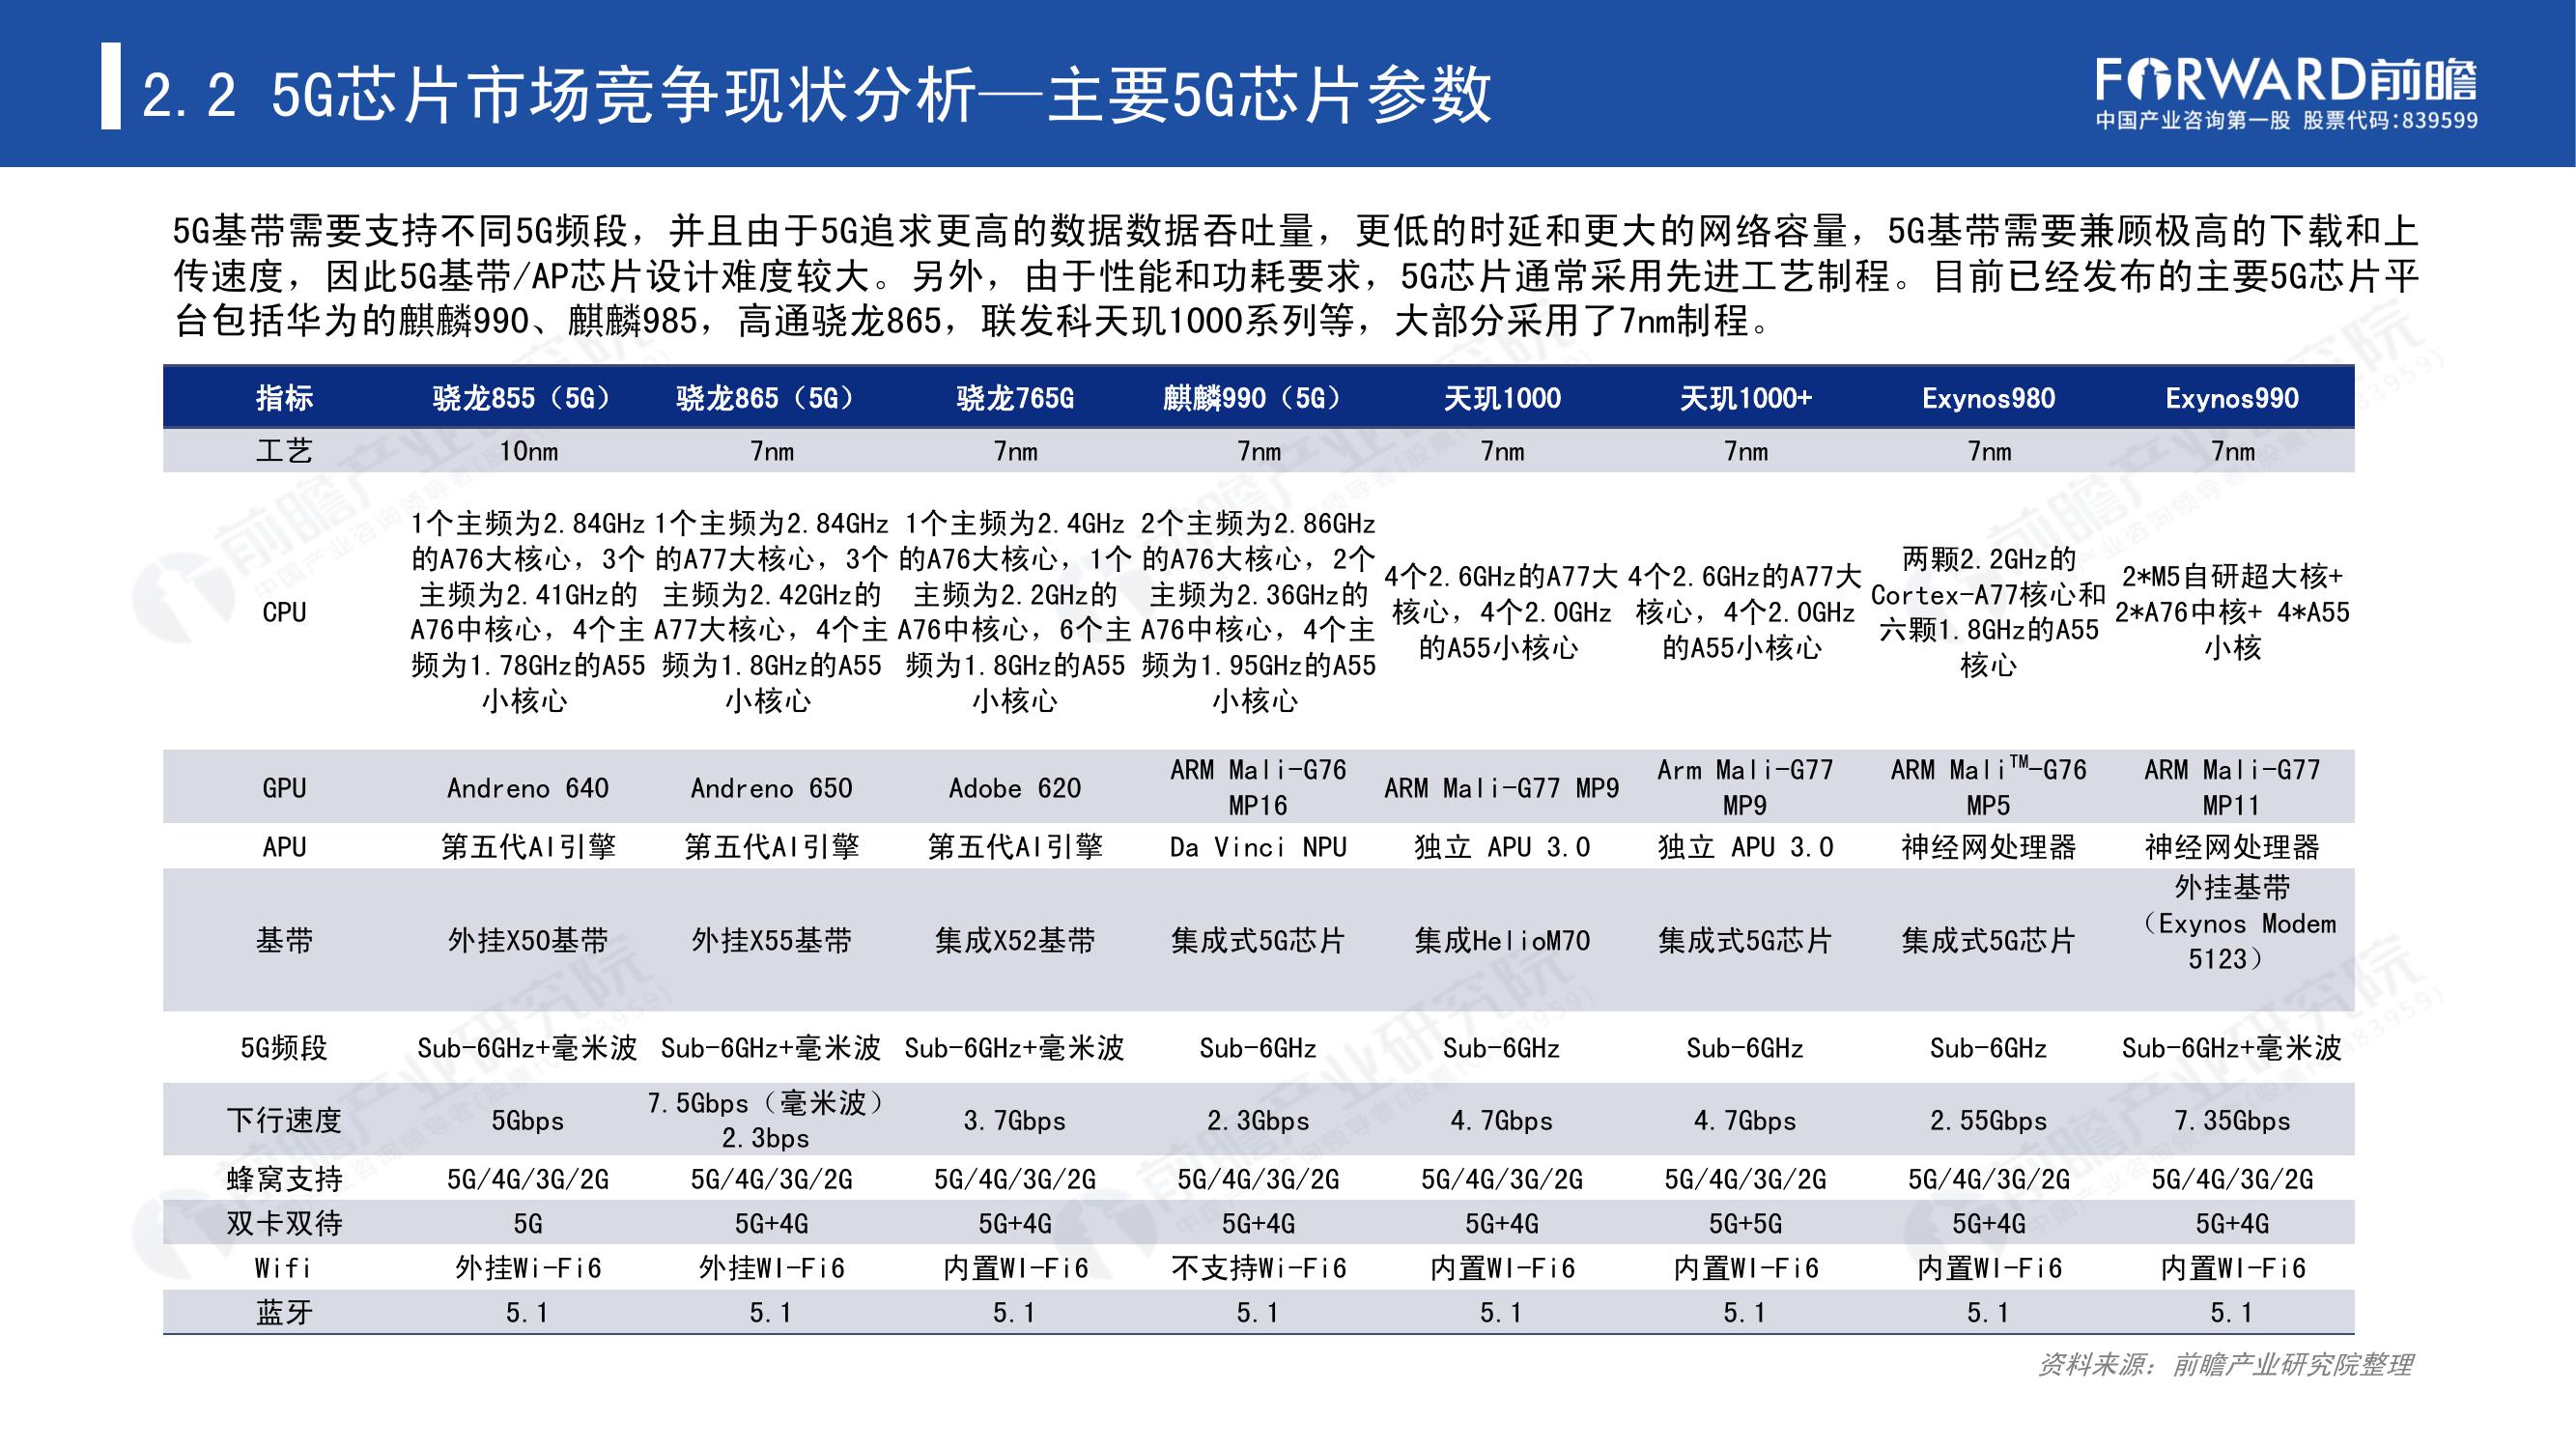 2.2 5G芯片市场竞争现状分析——主要5G芯片参数
FORWARD前瞻
中国产业咨询第一股 股票代码:839599
5G基带需要支持不同5G频段，并且由于5G追求更高的数据数据吞吐量，更低的时延和更大的网络容量，5G基带需要兼顾极高的下载和上
传速度，因此5G基带/AP芯片设计难度较大。另外，由于性能和功耗要求，5G芯片通常采用先进工艺制程。目前已经发布的主要5G芯片平
台包括华为的麒麟990、麒麟985，高通骁龙865，联发科天玑1000系列等，大部分采用了7nm制程。
指标 骁龙855（5G） 骁龙865（5G） 骁龙765G 麒麟990（5G） 天玑1000 天玑1000+ Exynos980 Exynos990
工艺 10nm 7nm 7nm 7nm 7nm 7nm 7nm 7nm
CPU
1个主频为2.84GHz
的A76大核心，3个
主频为2.41GHz的
A76中核心，4个主
频为1.78GHz的A55
小核心
1个主频为2.84GHz
的A77大核心，3个
主频为2.42GHz的
A77大核心，4个主
频为1.8GHz的A55
小核心
1个主频为2.4GHz
的A76大核心，1个
主频为2.2GHz的
A76中核心，6个主
频为1.8GHz的A55
小核心
2个主频为2.86GHz
的A76大核心，2个
主频为2.36GHz的
A76中核心，4个主
频为1.95GHz的A55
小核心
4个2.6GHz的A77大
核心，4个2.0GHz
的A55小核心
4个2.6GHz的A77大
核心，4个2.0GHz
的A55小核心
两颗2.2GHz的
Cortex-A77核心和
六颗1.8GHz的A55
核心
2*M5自研超大核+
2*A76中核+ 4*A55
小核
GPU
Andreno 640
Andreno 650
Adobe 620
ARM Mali-G76
MP16
ARM Mali-G77 MP9
Arm Mali-G77
MP9
ARM Mali™-G76
MP5
ARM Mali-G77
MP11
APU 第五代AI引擎 第五代AI引擎 第五代AI引擎 Da Vinci NPU 独立 APU 3.0 独立 APU 3.0 神经网处理器 神经网处理器
基带 外挂X50基带 外挂X55基带 集成X52基带 集成式5G芯片 集成HelioM70 集成式5G芯片 集成式5G芯片
外挂基带
（Exynos Modem
5123）
5G频段 Sub-6GHz+毫米波 Sub-6GHz+毫米波 Sub-6GHz+毫米波 Sub-6GHz Sub-6GHz Sub-6GHz Sub-6GHz Sub-6GHz+毫米波
下行速度
5Gbps
7.5Gbps（毫米波）
2.3bps
3.7Gbps
2.3Gbps
4.7Gbps
4.7Gbps
2.55Gbps
7.35Gbps
蜂窝支持 5G/4G/3G/2G 5G/4G/3G/2G 5G/4G/3G/2G 5G/4G/3G/2G 5G/4G/3G/2G 5G/4G/3G/2G 5G/4G/3G/2G 5G/4G/3G/2G
双卡双待 5G 5G+4G 5G+4G 5G+4G 5G+4G 5G+5G 5G+4G 5G+4G
Wifi 外挂Wi-Fi6 外挂WI-Fi6 内置WI-Fi6 不支持Wi-Fi6 内置WI-Fi6 内置WI-Fi6 内置WI-Fi6 内置WI-Fi6
蓝牙 5.1 5.1 5.1 5.1 5.1 5.1 5.1 5.1
资料来源：前瞻产业研究院整理